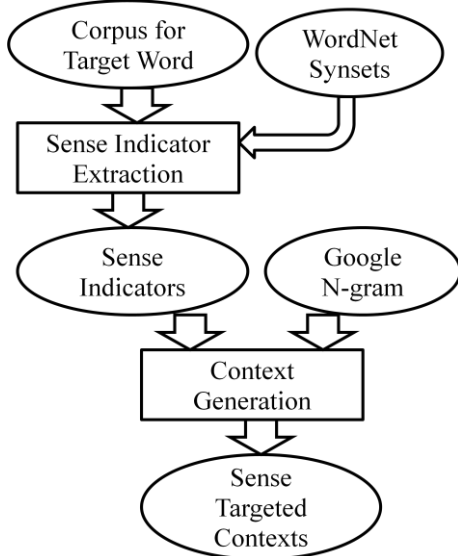 Corpus for
Target Word
WordNet
Synsets
Sense Indicator
Extraction
Sense
Indicators
Google
N-gram
Context
Generation
Sense
Targeted
Contexts